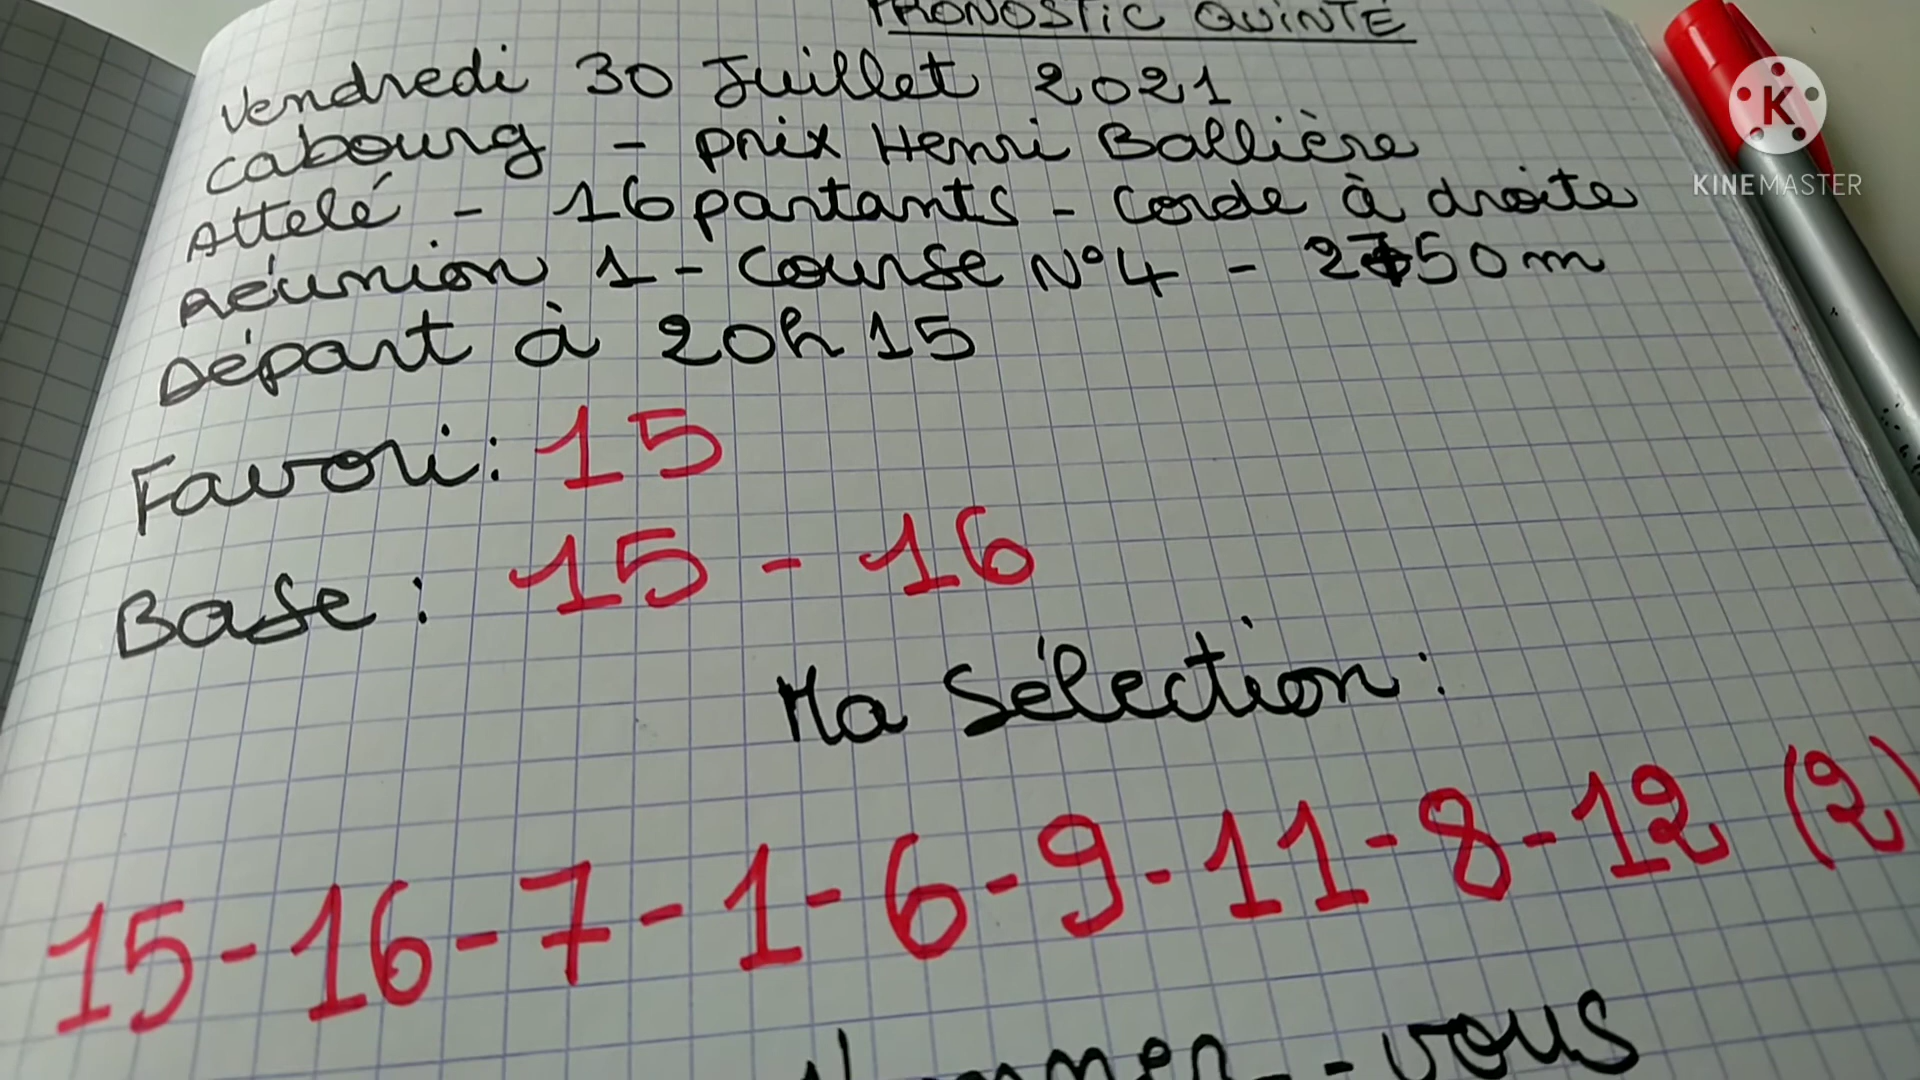 PRONOSTIC QUINTÉ
Vendredi 30 Juillet 2021
Cabourg - prix Henri Ballière
Attelé - 16 partants - corde à droite
Réunion 1 - course N°4 - 2750m
Départ à 20h15
Favori: 15
Base: 15 - 16
Ma Sélection:
15-16-7-1-6-9-11-8-12 (2)
-vous
K
KINEMASTER